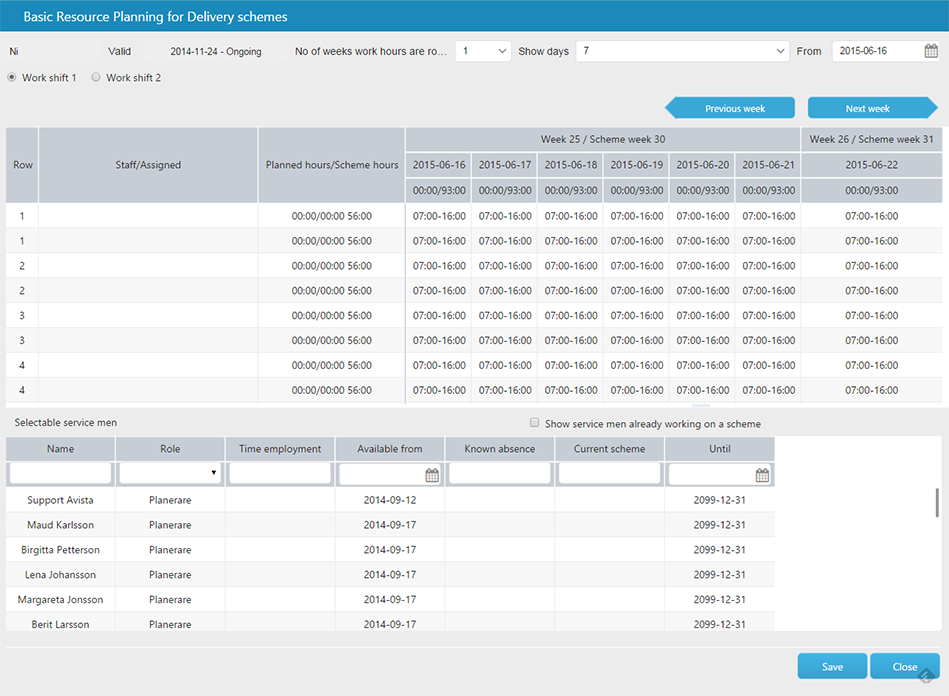 Basic Resource Planning for Delivery schemes
Ni Valid 2014-11-24 - Ongoing No of weeks work hours are ro... 1 Show days 7 From 2015-06-16
Work shift 1 Work shift 2
Previous week Next week
Row Staff/Assigned Planned hours/Scheme hours Week 25 / Scheme week 30 Week 26 / Scheme week 31
2015-06-16 2015-06-17 2015-06-18 2015-06-19 2015-06-20 2015-06-21 2015-06-22
00:00/93:00 00:00/93:00 00:00/93:00 00:00/93:00 00:00/93:00 00:00/93:00 00:00/93:00
1 00:00/00:00 56:00 07:00-16:00 07:00-16:00 07:00-16:00 07:00-16:00 07:00-16:00 07:00-16:00 07:00-16:00
1 00:00/00:00 56:00 07:00-16:00 07:00-16:00 07:00-16:00 07:00-16:00 07:00-16:00 07:00-16:00 07:00-16:00
2 00:00/00:00 56:00 07:00-16:00 07:00-16:00 07:00-16:00 07:00-16:00 07:00-16:00 07:00-16:00 07:00-16:00
2 00:00/00:00 56:00 07:00-16:00 07:00-16:00 07:00-16:00 07:00-16:00 07:00-16:00 07:00-16:00 07:00-16:00
3 00:00/00:00 56:00 07:00-16:00 07:00-16:00 07:00-16:00 07:00-16:00 07:00-16:00 07:00-16:00 07:00-16:00
3 00:00/00:00 56:00 07:00-16:00 07:00-16:00 07:00-16:00 07:00-16:00 07:00-16:00 07:00-16:00 07:00-16:00
4 00:00/00:00 56:00 07:00-16:00 07:00-16:00 07:00-16:00 07:00-16:00 07:00-16:00 07:00-16:00 07:00-16:00
4 00:00/00:00 56:00 07:00-16:00 07:00-16:00 07:00-16:00 07:00-16:00 07:00-16:00 07:00-16:00 07:00-16:00
Selectable service men Show service men already working on a scheme
Name Role Time employment Available from Known absence Current scheme Until
Support Avista Planerare 2014-09-12 2099-12-31
Maud Karlsson Planerare 2014-09-17 2099-12-31
Birgitta Petterson Planerare 2014-09-17 2099-12-31
Lena Johansson Planerare 2014-09-17 2099-12-31
Margareta Jonsson Planerare 2014-09-17 2099-12-31
Berit Larsson Planerare 2014-09-17 2099-12-31
Save Close